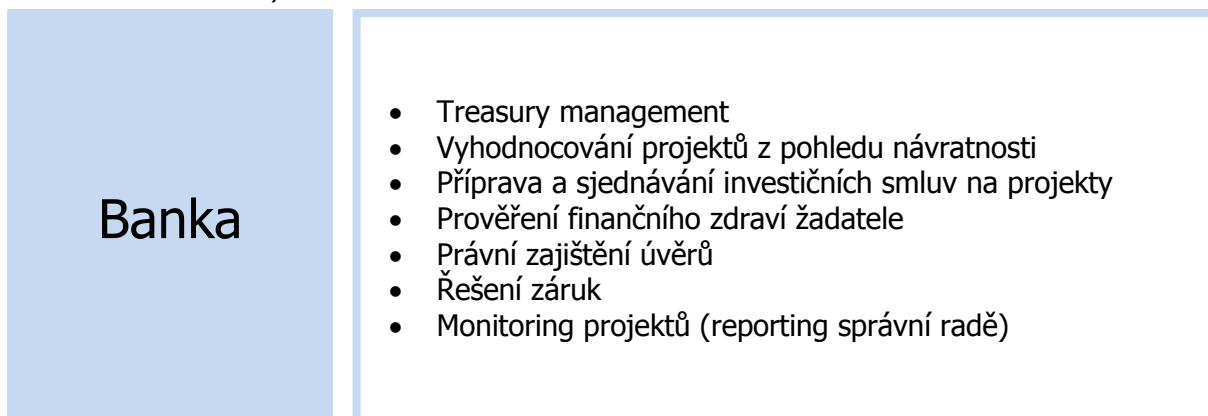 Banka
• Treasury management
• Vyhodnocování projektů z pohledu návratnosti
• Příprava a sjednávání investičních smluv na projekty
• Prověření finančního zdraví žadatele
• Právní zajištění úvěrů
• Řešení záruk
• Monitoring projektů (reporting správní radě)